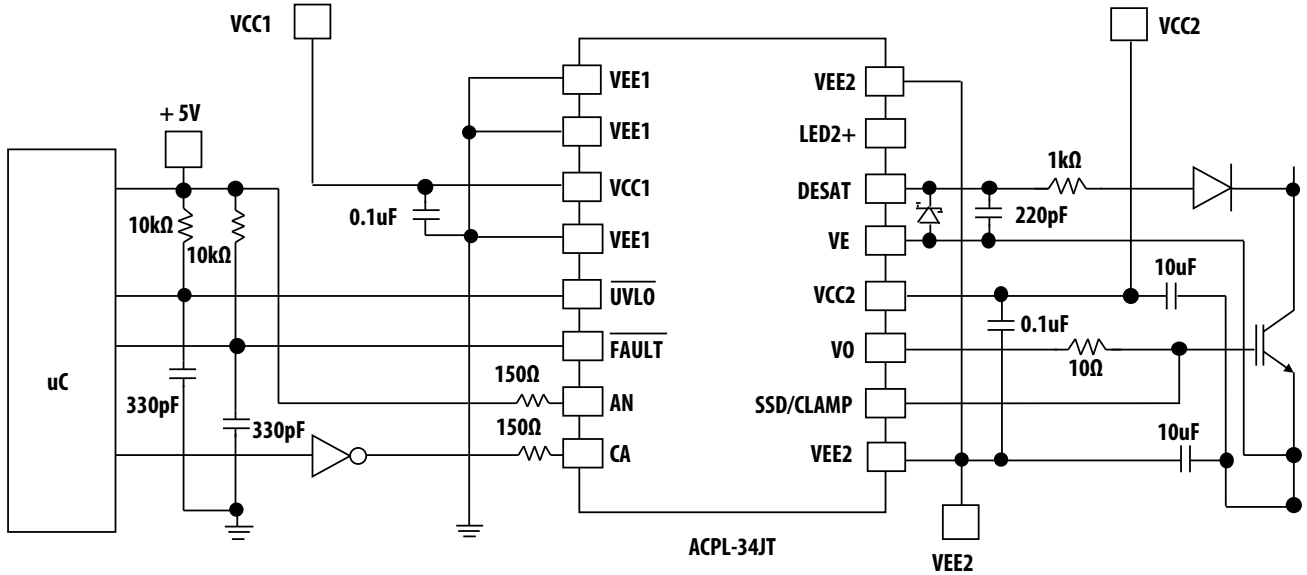 VCC1
VCC2
+ 5V
uC
10kΩ
10kΩ
330pF
330pF
0.1uF
150Ω
150Ω
VEE1
VEE1
VCC1
VEE1
UVLO
FAULT
AN
CA
VEE2
LED2+
DESAT
VE
VCC2
VO
SSD/CLAMP
VEE2
1kΩ
220pF
10uF
0.1uF
10Ω
10uF
ACPL-34JT
VEE2